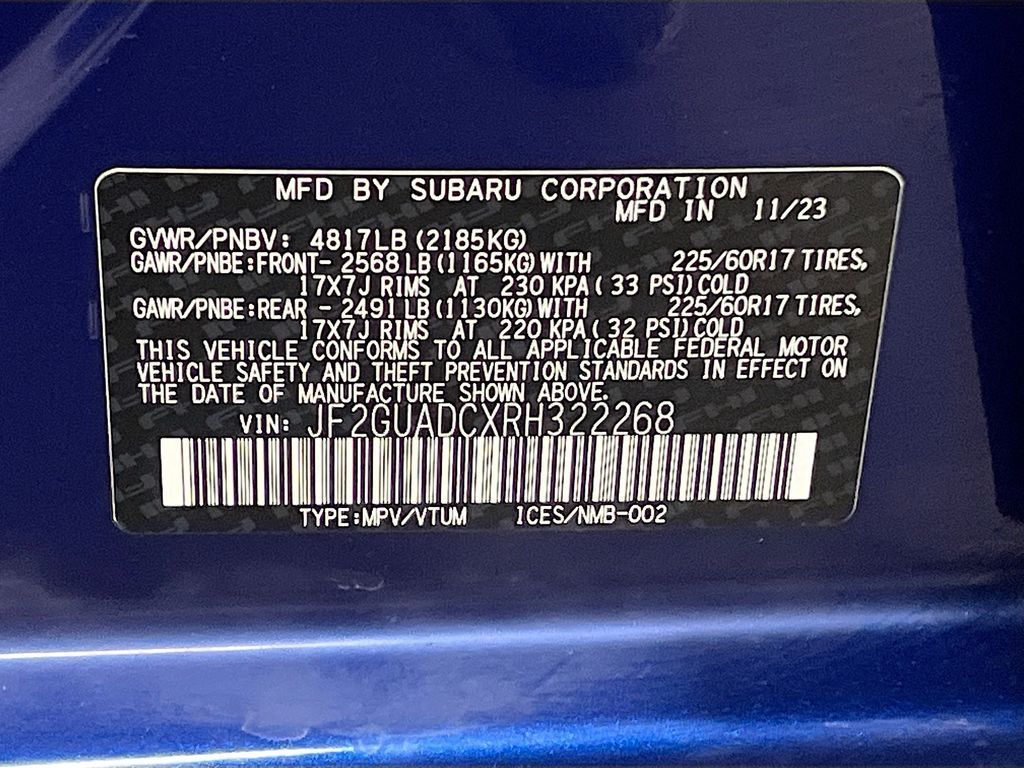 MFD BY SUBARU CORPORATION
MFD IN 11/23
GVWR/PNBV: 4817LB (2185KG)
GAWR/PNBE:FRONT- 2568 LB (1165KG) WITH 225/60R17 TIRES,
17X7J RIMS AT 230 KPA ( 33 PSI) COLD
GAWR/PNBE:REAR - 2491 LB (1130KG) WITH 225/60R17 TIRES,
17X7J RIMS AT 220 KPA ( 32 PSI) COLD
THIS VEHICLE CONFORMS TO ALL APPLICABLE FEDERAL MOTOR
VEHICLE SAFETY AND THEFT PREVENTION STANDARDS IN EFFECT ON
THE DATE OF MANUFACTURE SHOWN ABOVE.
VIN: JF2GUADCXRH322268
TYPE:MPV/VTUM ICES/NMB-002